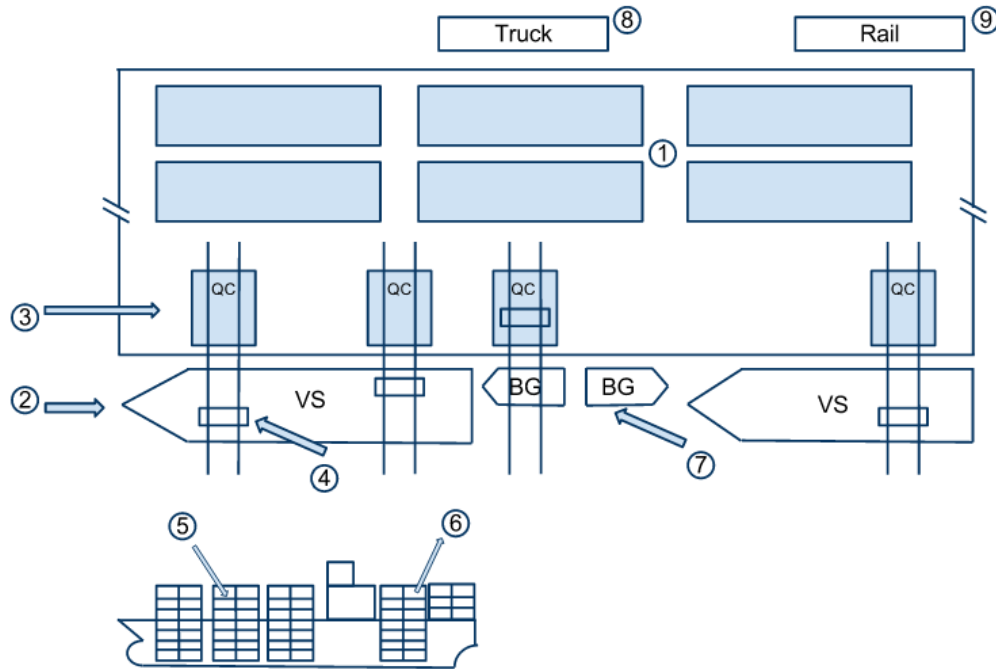 Truck
⑧
Rail
⑨
①
QC
QC
QC
QC
③
②
VS
BG
BG
VS
④
⑦
⑤
⑥